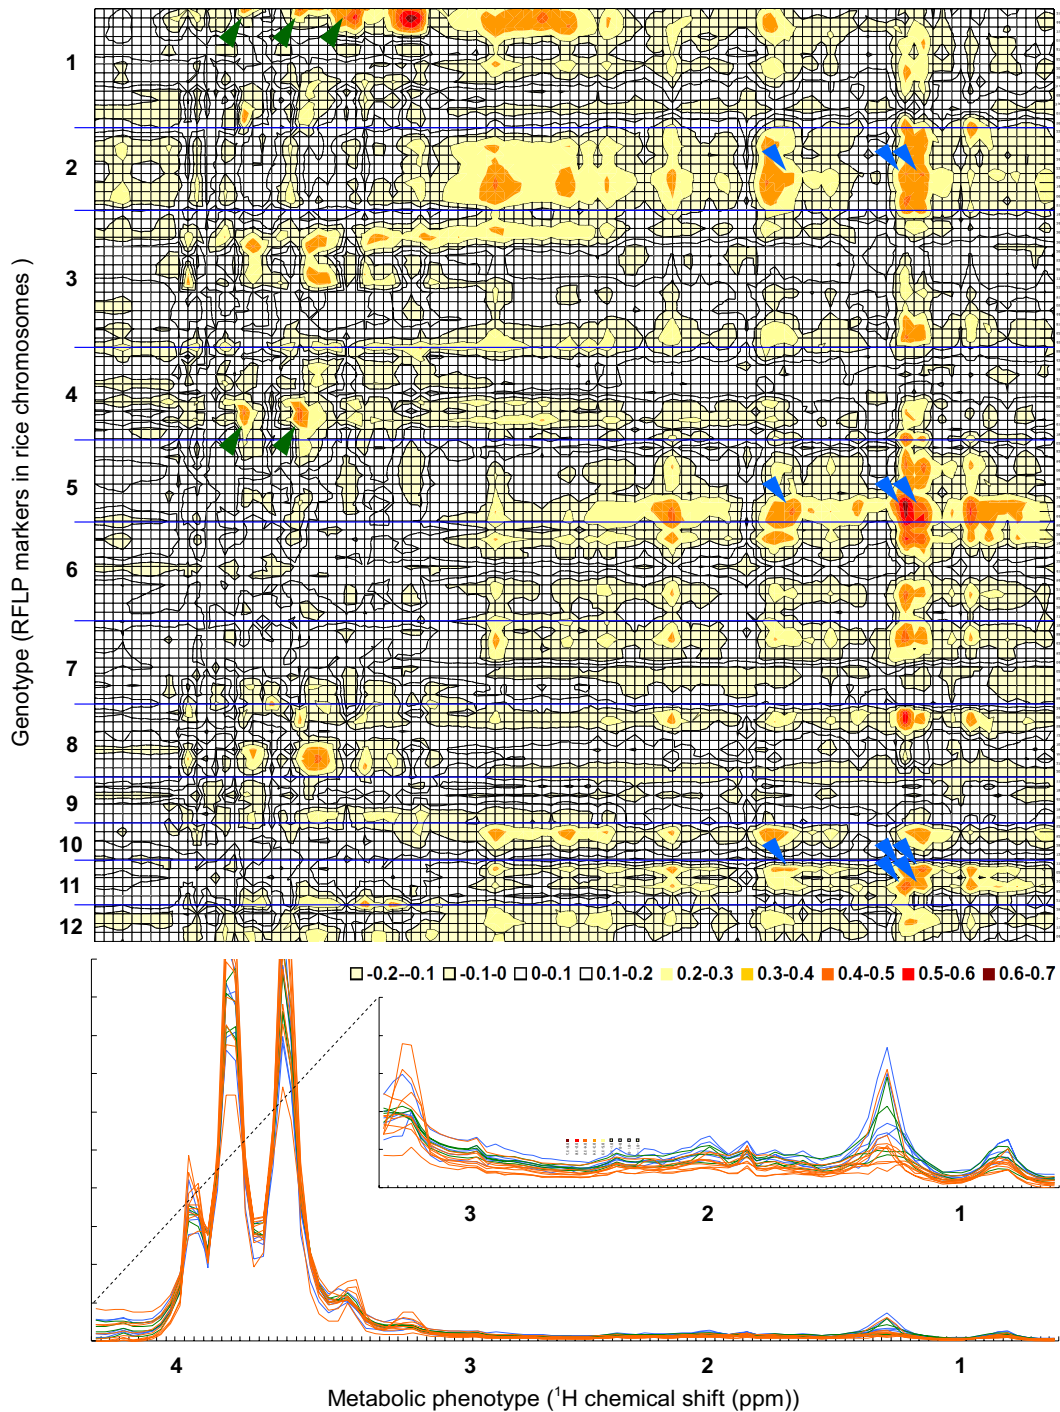 Genotype (RFLP markers in rice chromosomes )
1
2
3
4
5
6
7
8
9
10
11
12
-0.2--0.1 -0.1-0 0-0.1 0.1-0.2 0.2-0.3 0.3-0.4 0.4-0.5 0.5-0.6 0.6-0.7
3 2 1
4 3 2 1
Metabolic phenotype (¹H chemical shift (ppm))